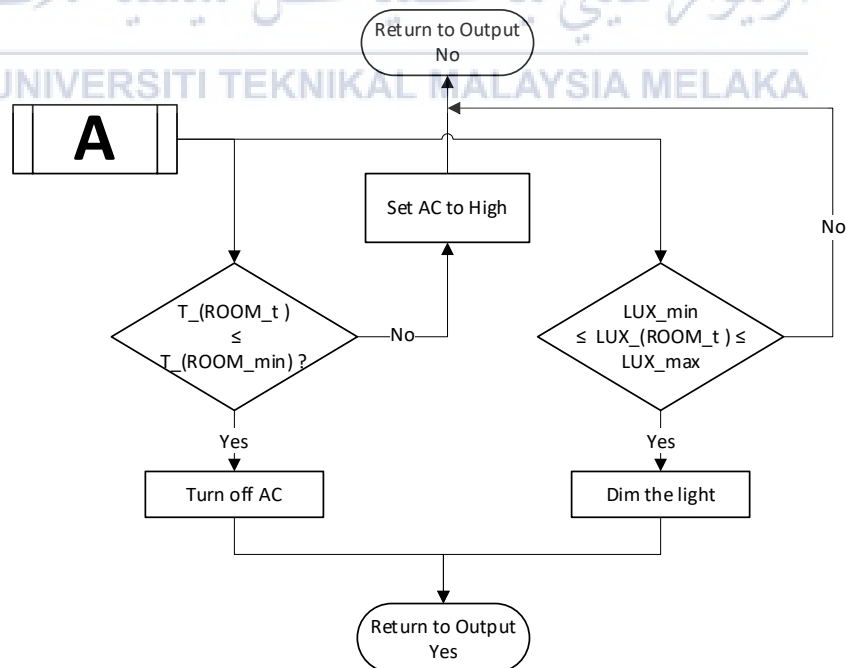 Return to Output
No
UNIVERSITI TEKNIKAL MALAYSIA MELAKA
A
Set AC to High
No
T_(ROOM_t )
≤
T_(ROOM_min) ?
No
LUX_min
≤ LUX_(ROOM_t ) ≤
LUX_max
Yes
Yes
Turn off AC
Dim the light
Return to Output
Yes